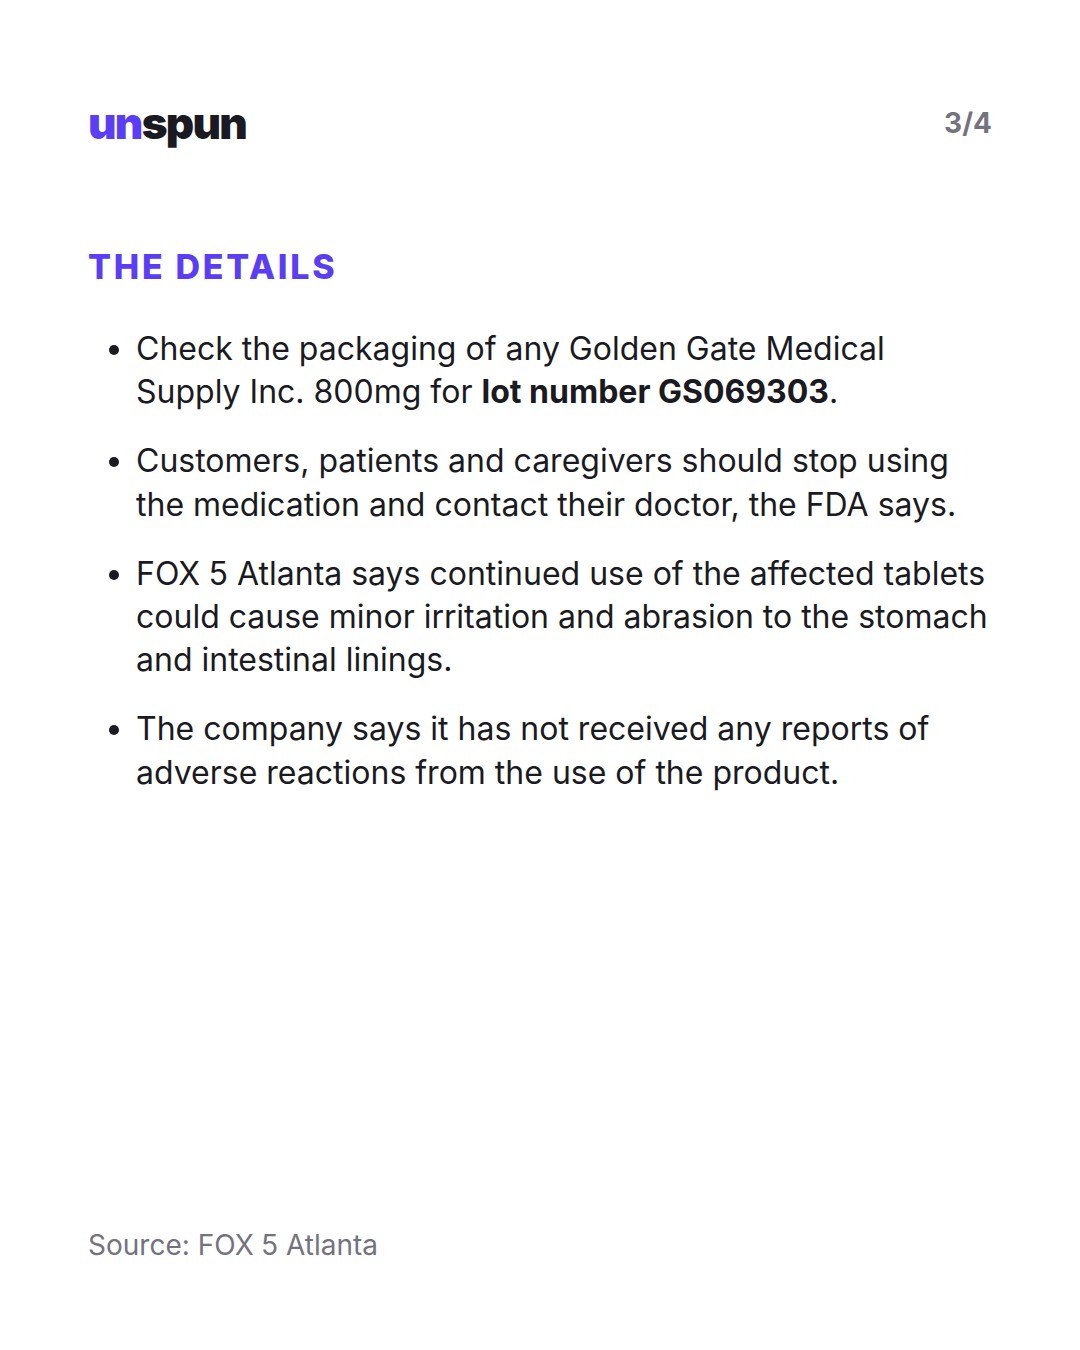 unspun
3/4
THE DETAILS
• Check the packaging of any Golden Gate Medical
Supply Inc. 800mg for lot number GS069303.
• Customers, patients and caregivers should stop using
the medication and contact their doctor, the FDA says.
• FOX 5 Atlanta says continued use of the affected tablets
could cause minor irritation and abrasion to the stomach
and intestinal linings.
• The company says it has not received any reports of
adverse reactions from the use of the product.
Source: FOX 5 Atlanta